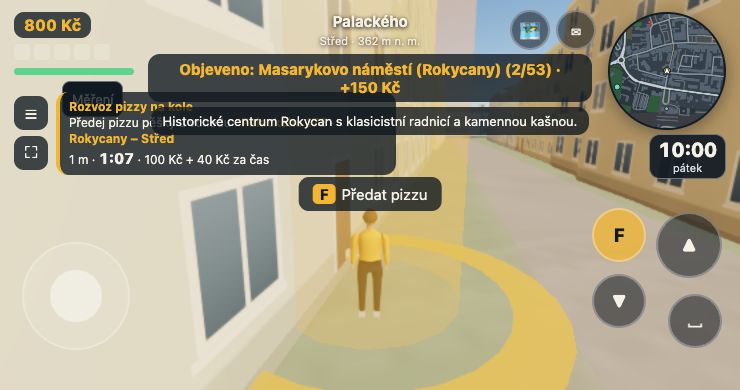 800 Kč
Palackého
Střed · 362 m n. m.
Objeveno: Masarykovo náměstí (Rokycany) (2/53) ·
+150 Kč
Měření
Rozvoz pizzy na kole
Předej pizzu
Historické centrum Rokycan s klasicistní radnicí a kamennou kašnou.
Rokycany – Střed
1 m · 1:07 · 100 Kč + 40 Kč za čas
10:00
pátek
F Předat pizzu
F